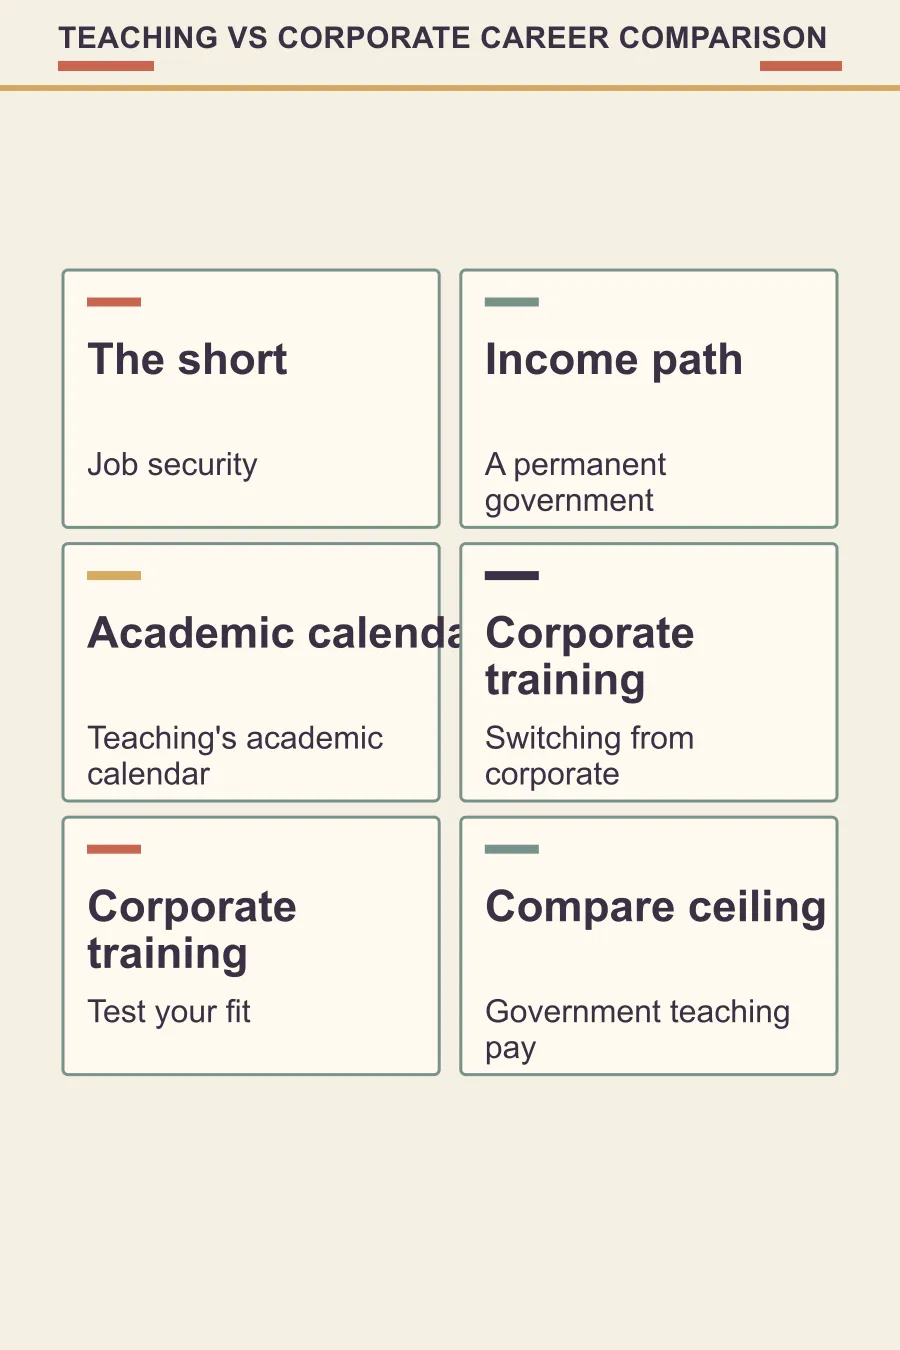 TEACHING VS CORPORATE CAREER COMPARISON
The short
Job security
Income path
A permanent
government
Academic calenda
Teaching's academic
calendar
Corporate
training
Switching from
corporate
Corporate
training
Test your fit
Compare ceiling
Government teaching
pay